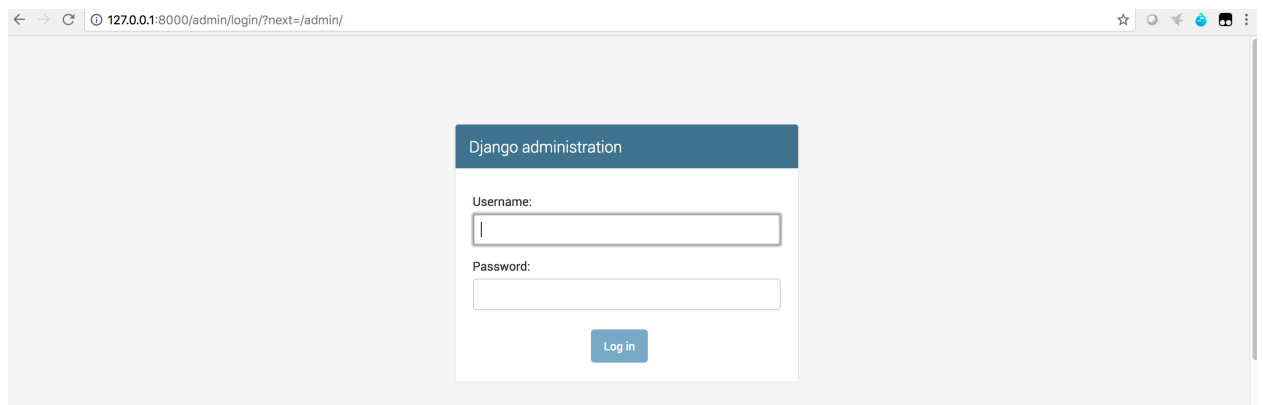 127.0.0.1:8000/admin/login/?next=/admin/
Django administration
Username:
Password:
Log in